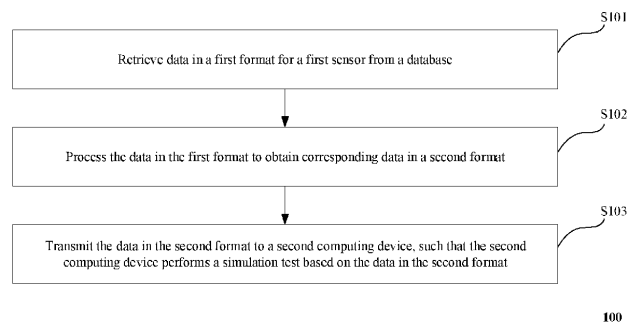 S101
Retrieve data in a first format for a first sensor from a database
S102
Process the data in the first format to obtain corresponding data in a second format
S103
Transmit the data in the second format to a second computing device, such that the second
computing device performs a simulation test based on the data in the second format
100